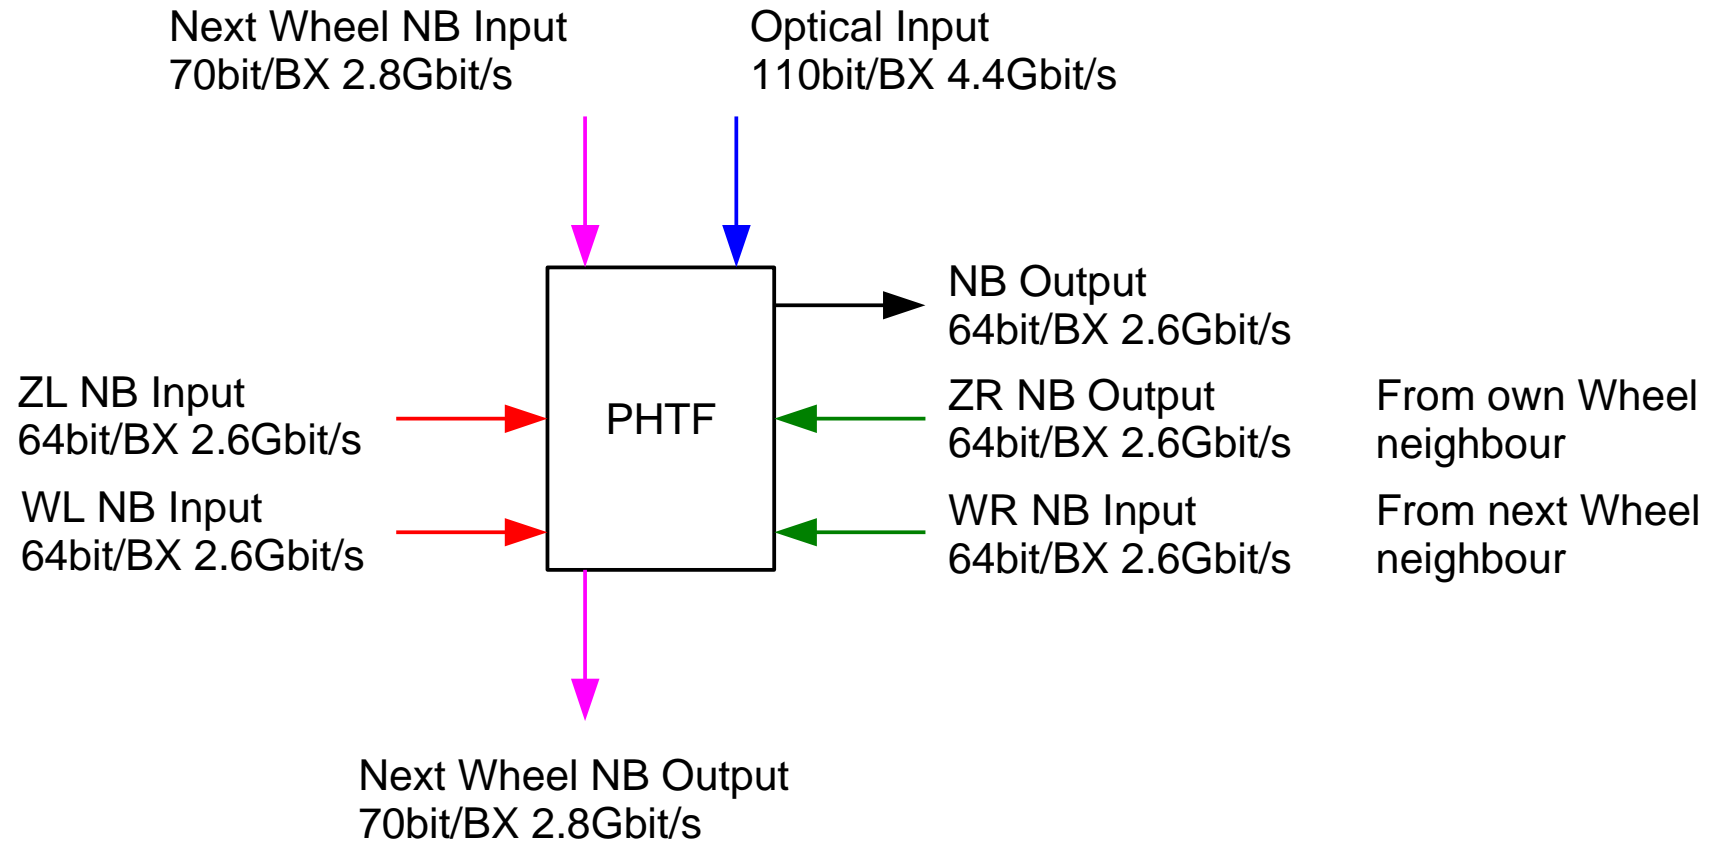 Next Wheel NB Input
70bit/BX 2.8Gbit/s
Optical Input
110bit/BX 4.4Gbit/s
NB Output
64bit/BX 2.6Gbit/s
ZL NB Input
64bit/BX 2.6Gbit/s
PHTF
ZR NB Output
64bit/BX 2.6Gbit/s
From own Wheel
neighbour
WL NB Input
64bit/BX 2.6Gbit/s
WR NB Input
64bit/BX 2.6Gbit/s
From next Wheel
neighbour
Next Wheel NB Output
70bit/BX 2.8Gbit/s